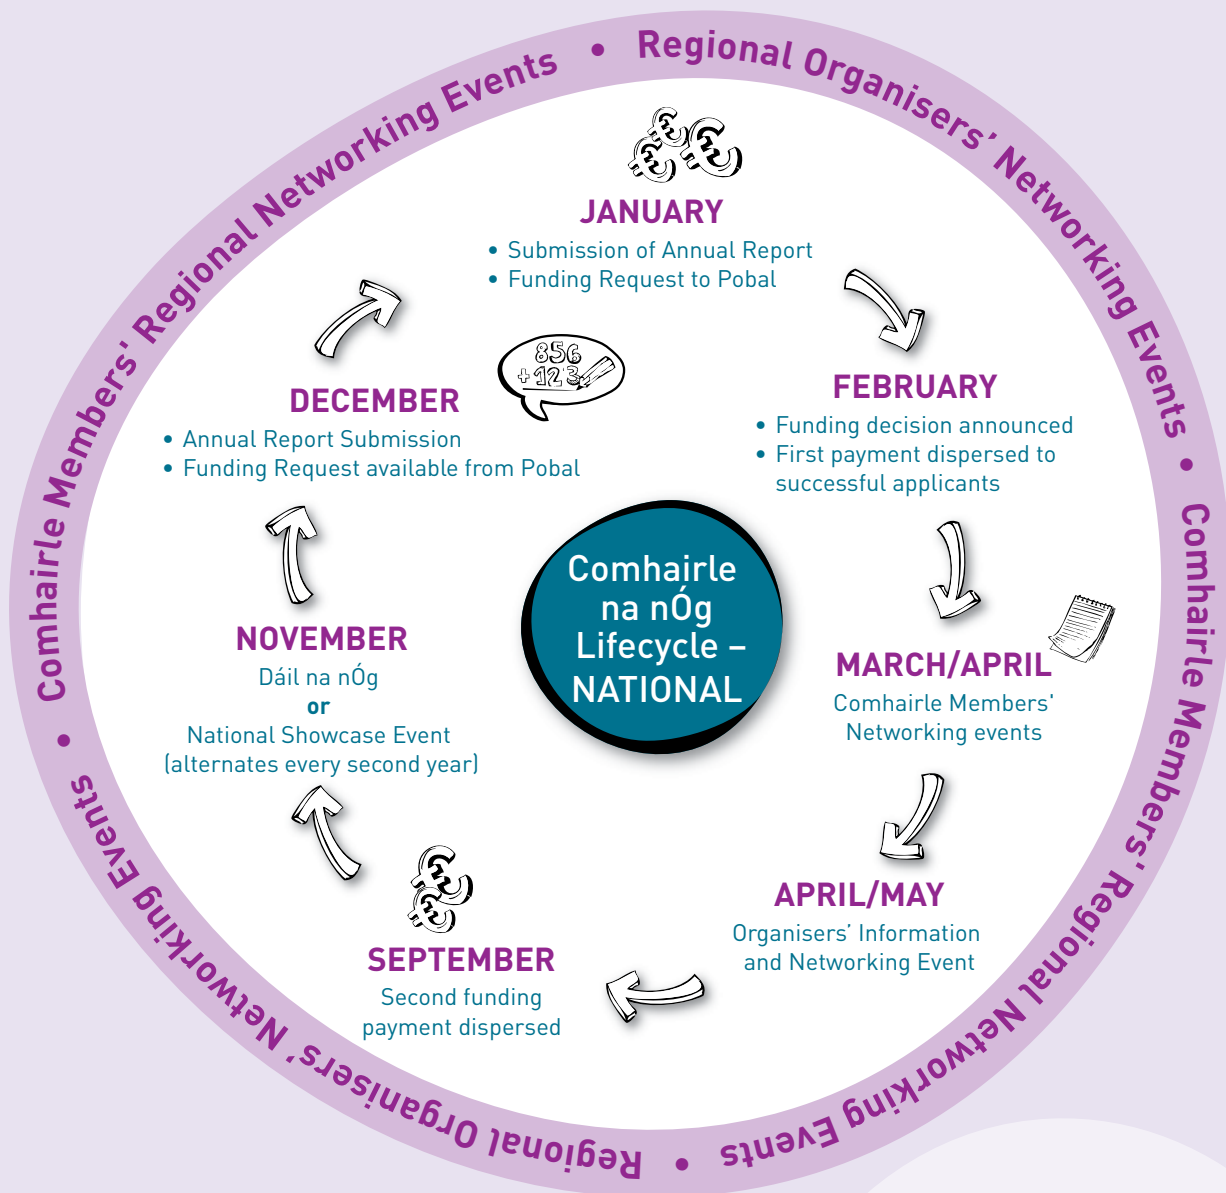 Regional Organisers' Networking Events •
Comhairle Members' Regional Networking Events •
Regional Organisers' Networking Events •
Comhairle Members' Regional Networking Events •
JANUARY
• Submission of Annual Report
• Funding Request to Pobal
FEBRUARY
• Funding decision announced
• First payment dispersed to
successful applicants
MARCH/APRIL
Comhairle Members'
Networking events
APRIL/MAY
Organisers' Information
and Networking Event
SEPTEMBER
Second funding
payment dispersed
NOVEMBER
Dáil na nÓg
or
National Showcase Event
(alternates every second year)
DECEMBER
• Annual Report Submission
• Funding Request available from Pobal
856
+ 123
Comhairle
na nÓg
Lifecycle –
NATIONAL